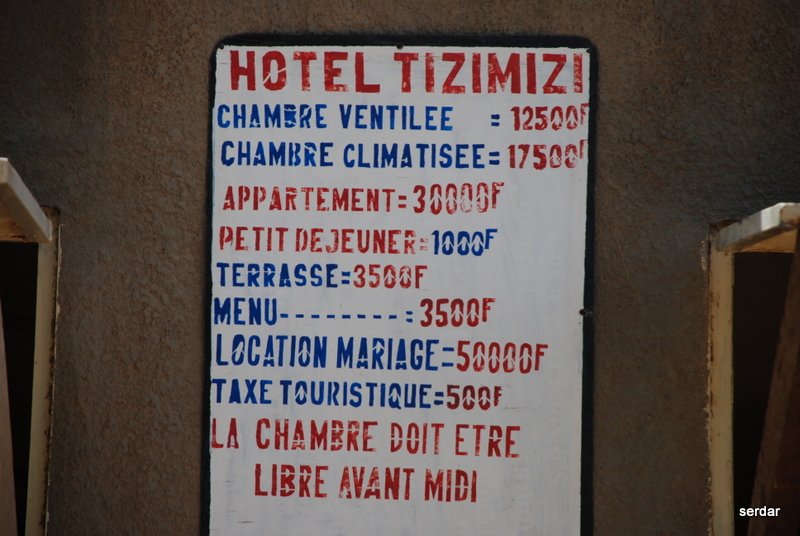 HOTEL TIZIMIZI
CHAMBRE VENTILEE = 12500F
CHAMBRE CLIMATISEE= 17500F
APPARTEMENT= 30000F
PETIT DEJEUNER= 1000F
TERRASSE=3500F
MENU--------: 3500F
LOCATION MARIAGE=50000F
TAXE TOURISTIQUE=500F
LA CHAMBRE DOIT ETRE
LIBRE AVANT MIDI
serdar